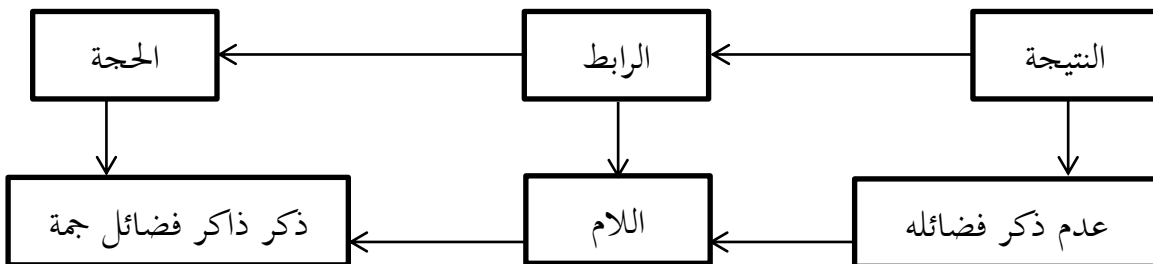 النتيجة الرابط الحجة
عدم ذكر فضائله اللام ذكر ذاكر فضائل جمة